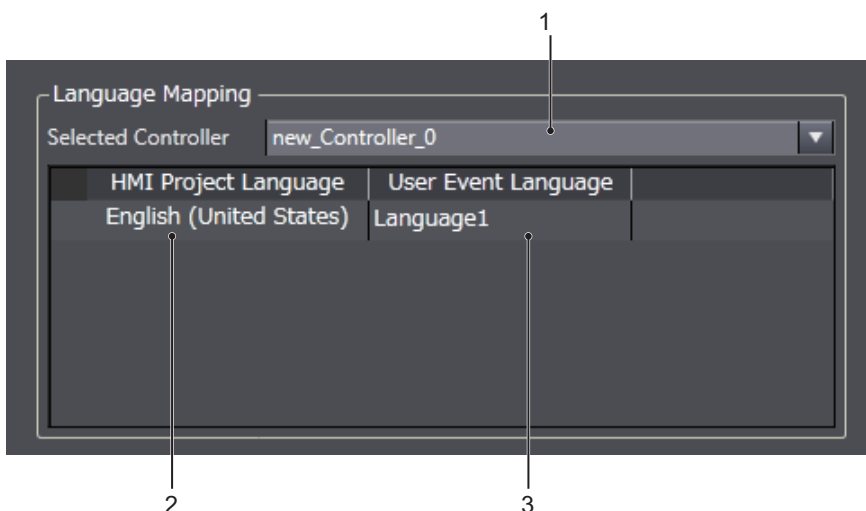 1
Language Mapping
Selected Controller new_Controller_0
HMI Project Language User Event Language
English (United States) Language1
2 3